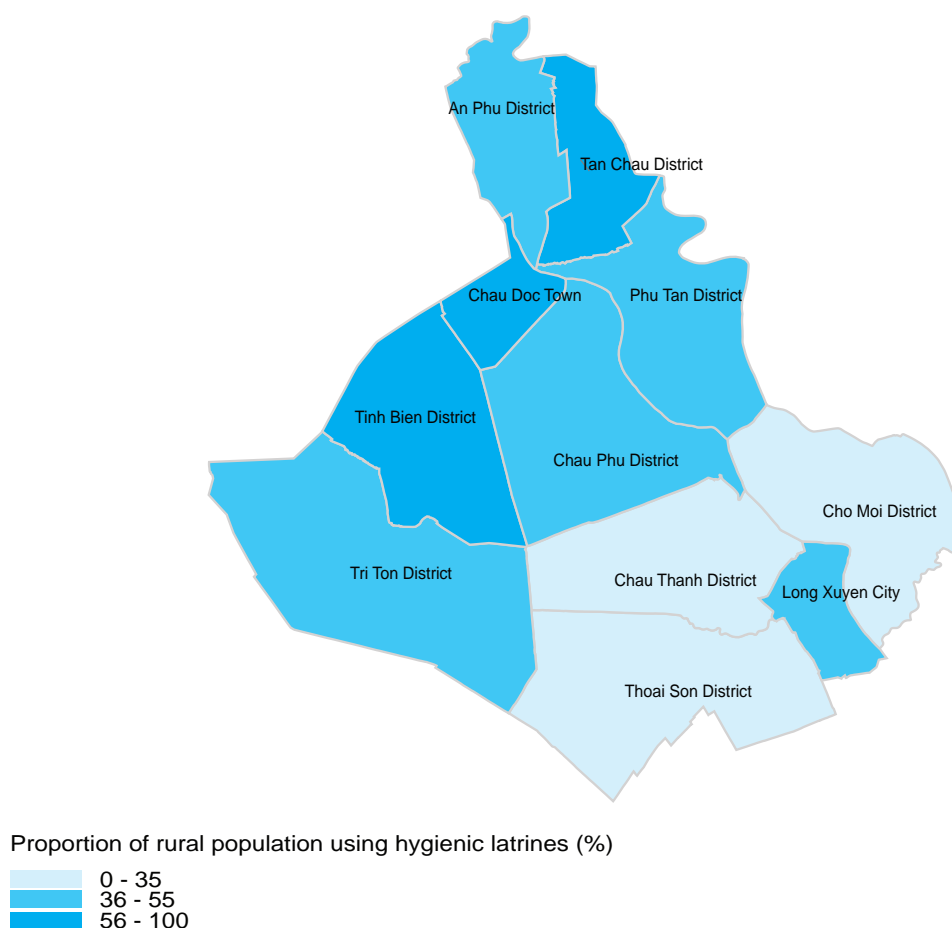 An Phu District
Tan Chau District
Chau Doc Town
Phu Tan District
Tinh Bien District
Chau Phu District
Cho Moi District
Tri Ton District
Chau Thanh District
Long Xuyen City
Thoai Son District
Proportion of rural population using hygienic latrines (%)
0 - 35
36 - 55
56 - 100